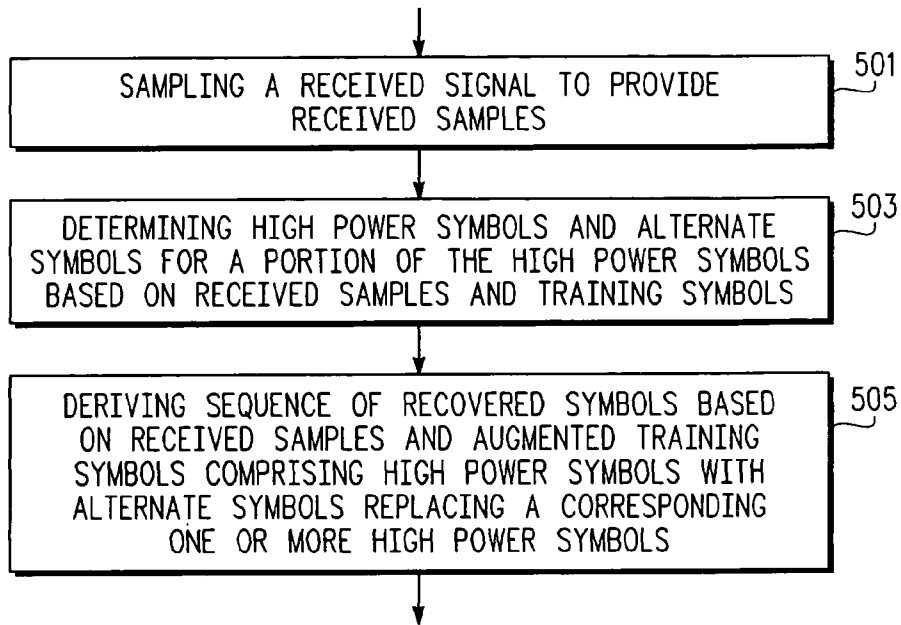 SAMPLING A RECEIVED SIGNAL TO PROVIDE
RECEIVED SAMPLES
501
DETERMINING HIGH POWER SYMBOLS AND ALTERNATE
SYMBOLS FOR A PORTION OF THE HIGH POWER SYMBOLS
BASED ON RECEIVED SAMPLES AND TRAINING SYMBOLS
503
DERIVING SEQUENCE OF RECOVERED SYMBOLS BASED
ON RECEIVED SAMPLES AND AUGMENTED TRAINING
SYMBOLS COMPRISING HIGH POWER SYMBOLS WITH
ALTERNATE SYMBOLS REPLACING A CORRESPONDING
ONE OR MORE HIGH POWER SYMBOLS
505